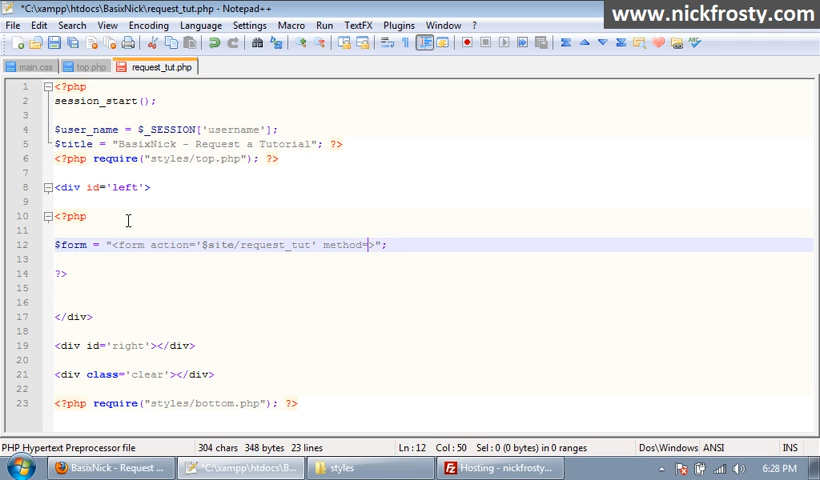 *C:\xampp\htdocs\BasixNick\request_tut.php - Notepad++
www.nickfrosty.com
File Edit Search View Encoding Language Settings Macro Run TextFX Plugins Window ?
main.css top.php request_tut.php
1 <?php
2 session_start();
3
4 $user_name = $_SESSION['username'];
5 $title = "BasixNick - Request a Tutorial"; ?>
6 <?php require("styles/top.php"); ?>
7
8 <div id='left'>
9
10 <?php
11
12 $form = "<form action='$site/request_tut' method=>";
13
14 ?>
15
16
17 </div>
18
19 <div id='right'></div>
20
21 <div class='clear'></div>
22
23 <?php require("styles/bottom.php"); ?>
PHP Hypertext Preprocessor file 304 chars 348 bytes 23 lines Ln : 12 Col : 50 Sel : 0 (0 bytes) in 0 ranges Dos\Windows ANSI INS
BasixNick - Request ... *C:\xampp\htdocs\B... styles Hosting - nickfrosty... 6:28 PM